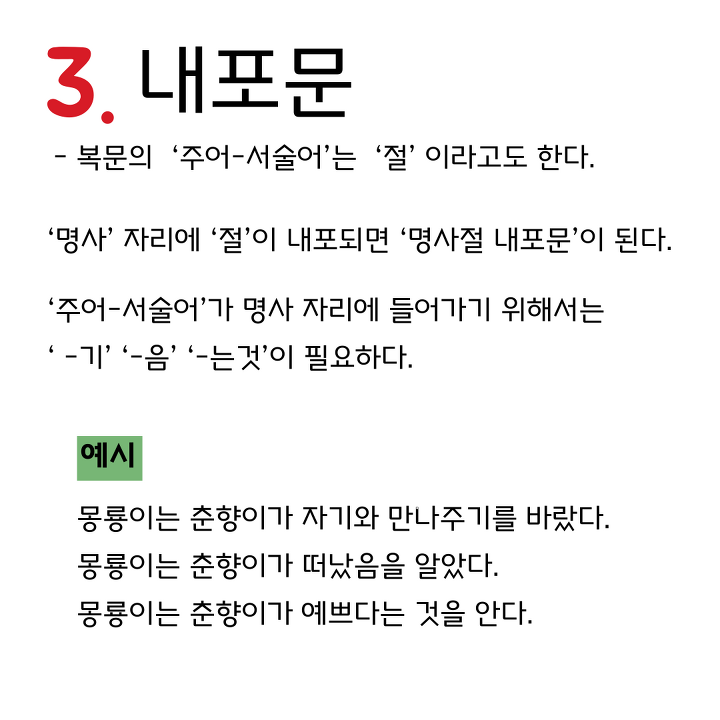 3. 내포문
- 복문의 ‘주어-서술어’는 ‘절’ 이라고도 한다.
‘명사’ 자리에 ‘절’이 내포되면 ‘명사절 내포문’이 된다.
‘주어-서술어’가 명사 자리에 들어가기 위해서는
‘ -기’ ‘-음’ ‘-는것’이 필요하다.
예시
몽룡이는 춘향이가 자기와 만나주기를 바랐다.
몽룡이는 춘향이가 떠났음을 알았다.
몽룡이는 춘향이가 예쁘다는 것을 안다.